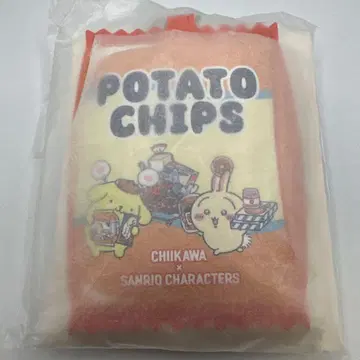 POTATO
CHIPS
CHIIKAWA
×
SANRIO CHARACTERS